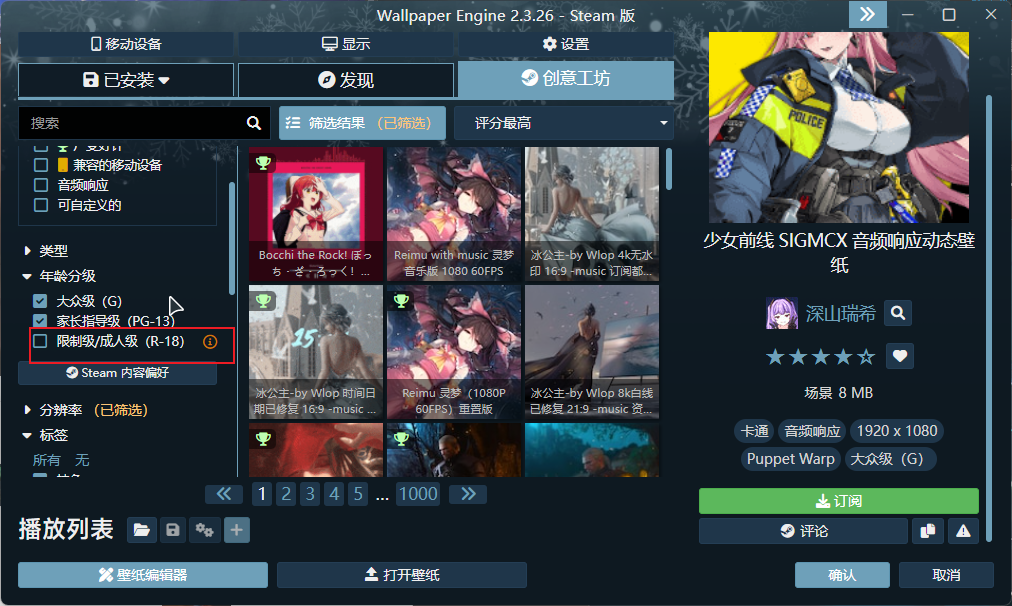 Wallpaper Engine 2.3.26 - Steam 版
移动设备
显示
设置
已安装
发现
创意工坊
搜索
筛选结果 （已筛选）
评分最高
兼容的移动设备
音频响应
可自定义的
类型
年龄分级
大众级（G）
家长指导级（PG-13）
限制级/成人级（R-18）
Steam 内容偏好
分辨率 （已筛选）
标签
所有 无
Bocchi the Rock! ぼっ
ち・ざ・ろっく！...
Reimu with music 灵梦
音乐版 1080 60FPS
冰公主-by Wlop 4k无水
印 16:9 -music 订阅都...
25
冰公主-by Wlop 时间日
期已修复 16:9 -music ...
Reimu 灵梦（1080P
60FPS）重置版
冰公主-by Wlop 8k白线
已修复 21:9 -music 资...
1 2 3 4 5 ... 1000
播放列表
壁纸编辑器
打开壁纸
POLICE
少女前线 SIGMCX 音频响应动态壁
纸
深山瑞希
场景 8 MB
卡通
音频响应
1920 x 1080
Puppet Warp
大众级（G）
订阅
评论
确认
取消